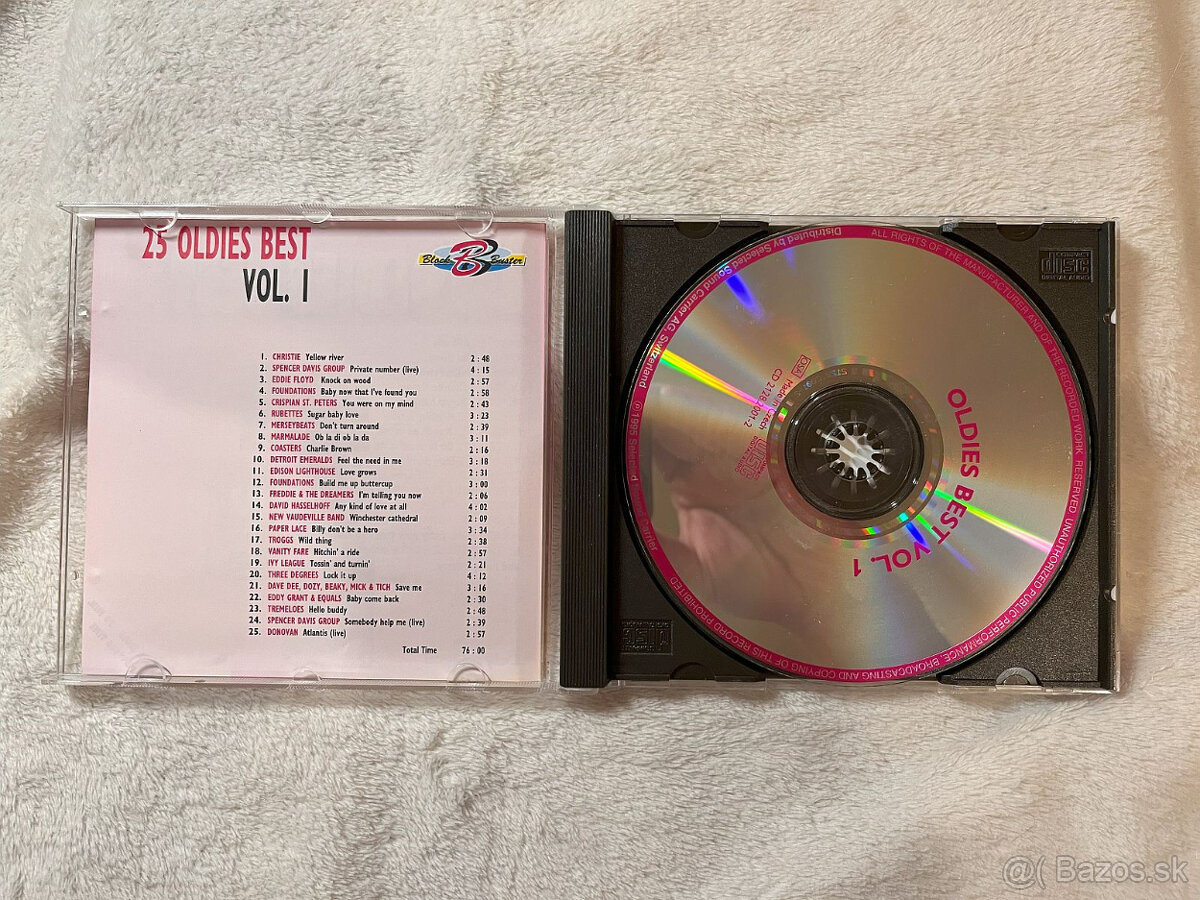 25 OLDIES BEST
VOL. I
Block B Buster
1. CHRISTIE Yellow river 2 : 48
2. SPENCER DAVIS GROUP Private number (live) 4 : 15
3. EDDIE FLOYD Knock on wood 2 : 57
4. FOUNDATIONS Baby now that I've found you 2 : 58
5. CRISPIAN ST. PETERS You were on my mind 2 : 43
6. RUBETTES Sugar baby love 3 : 23
7. MERSEYBEATS Don't turn around 2 : 39
8. MARMALADE Ob la di ob la da 3 : 11
9. COASTERS Charlie Brown 2 : 16
10. DETROIT EMERALDS Feel the need in me 3 : 18
11. EDISON LIGHTHOUSE Love grows 2 : 31
12. FOUNDATIONS Build me up buttercup 3 : 00
13. FREDDIE & THE DREAMERS I'm telling you now 2 : 06
14. DAVID HASSELHOFF Any kind of love at all 4 : 02
15. NEW VAUDEVILLE BAND Winchester cathedral 2 : 09
16. PAPER LACE Billy don't be a hero 3 : 34
17. TROGGS Wild thing 2 : 38
18. VANITY FARE Hitchin' a ride 2 : 57
19. IVY LEAGUE Tossin' and turnin' 2 : 21
20. THREE DEGREES Lock it up 4 : 12
21. DAVE DEE, DOZY, BEAKY, MICK & TICH Save me 3 : 16
22. EDDY GRANT & EQUALS Baby come back 2 : 30
23. TREMELOES Hello buddy 2 : 48
24. SPENCER DAVIS GROUP Somebody help me (live) 2 : 39
25. DONOVAN Atlantis (live) 2 : 57
Total Time 76 : 00
COMPACT
disc
DIGITAL AUDIO
ALL RIGHTS OF THE MANUFACTURER AND OF THE RECORDED WORK RESERVED. UNAUTHORIZED PUBLIC PERFORMANCE, BROADCASTING AND COPYING OF THIS RECORD PROHIBITED
℗1995 Selected Sound Carrier
Distributed by Selected Sound Carrier AG, Switzerland
OSA
Made in Czech
OLDIES BEST VOL. 1
@( Bazos.sk